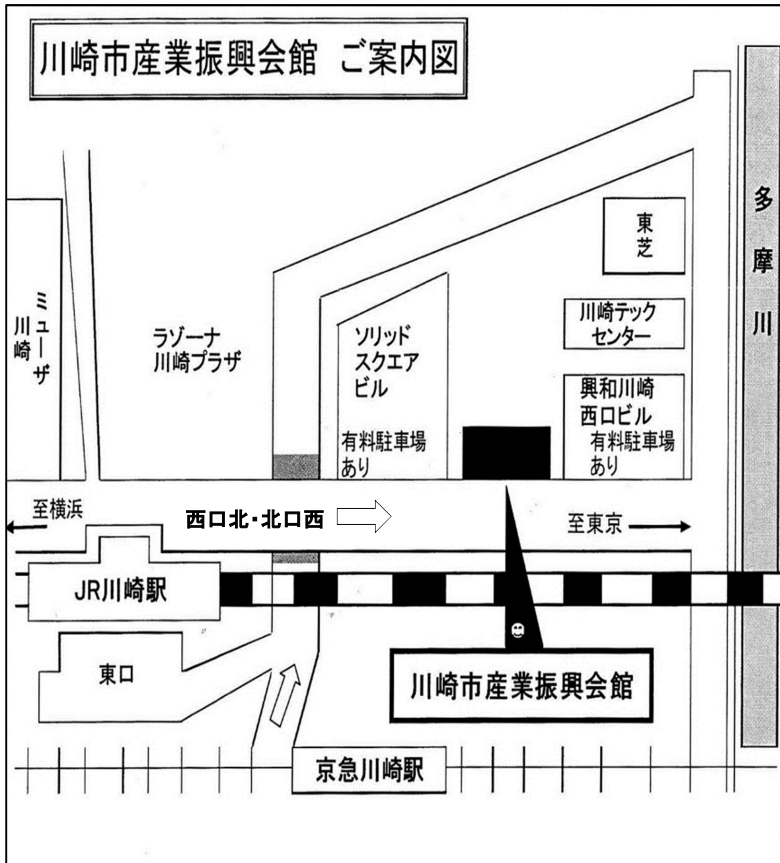 川崎市産業振興会館 ご案内図
多摩川
東芝
ミューザ
川崎
ラゾーナ
川崎プラザ
ソリッド
スクエア
ビル
有料駐車場
あり
川崎テック
センター
興和川崎
西口ビル
有料駐車場
あり
至横浜
西口北・北口西
至東京
JR川崎駅
東口
川崎市産業振興会館
京急川崎駅